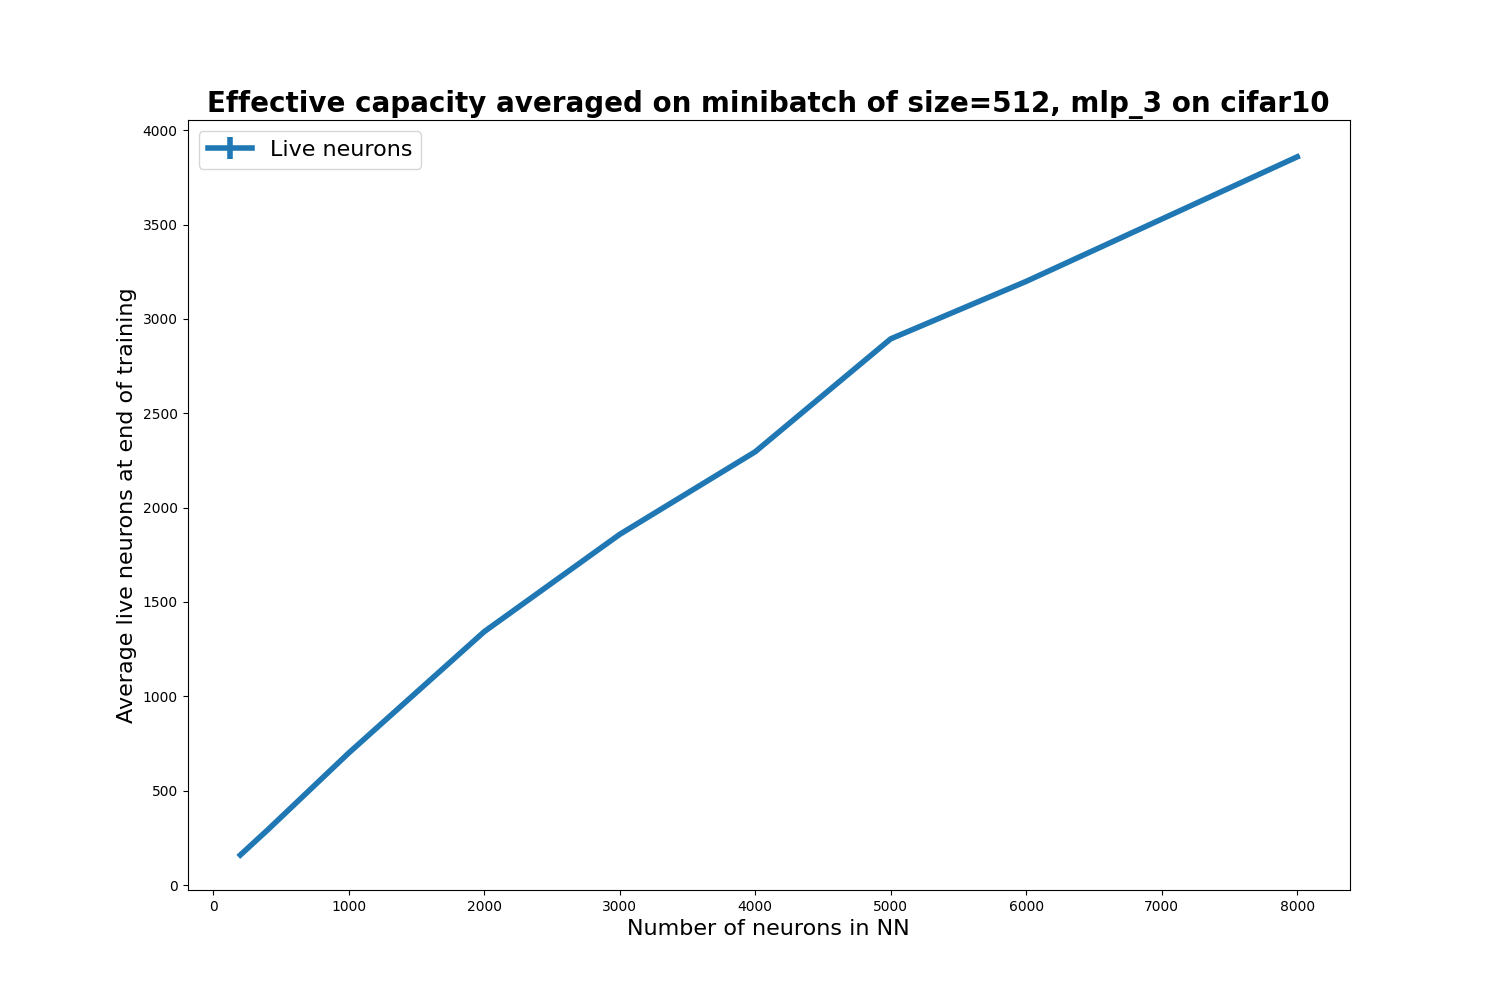 Effective capacity averaged on minibatch of size=512, mlp_3 on cifar10
Live neurons
Average live neurons at end of training
4000
3500
3000
2500
2000
1500
1000
500
0
0 1000 2000 3000 4000 5000 6000 7000 8000
Number of neurons in NN